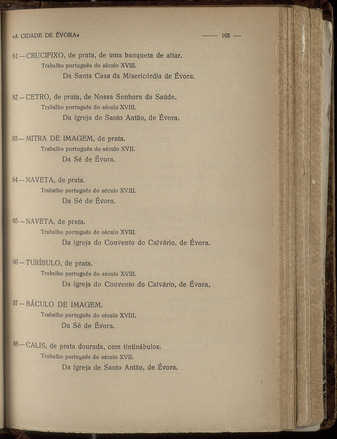 «A CIDADE DE ÉVORA» —— 105 —
81 — CRUCIFIXO, de prata, de uma banqueta de altar.
Trabalho português do século XVIII.
Da Santa Casa da Misericórdia de Évora.
82 — CETRO, de prata, de Nossa Senhora da Saúde.
Trabalho português do século XVIII.
Da igreja de Santo Antão, de Évora.
83 — MITRA DE IMAGEM, de prata.
Trabalho português do século XVIII.
Da Sé de Évora.
84 — NAVETA, de prata.
Trabalho português do século XVII.
Da Sé de Évora.
85 — NAVETA, de prata.
Trabalho português do século XVIII.
Da igreja do Convento do Calvário, de Évora.
86 — TURÍBULO, de prata.
Trabalho português do século XVIII.
Da igreja do Convento do Calvário, de Évora.
87 — BÁCULO DE IMAGEM.
Trabalho português do século XVIII.
Da Sé de Évora.
88 — CALIS, de prata dourada, com tintinábulos.
Trabalho português do século XVII.
Da igreja de Santo Antão, de Évora.